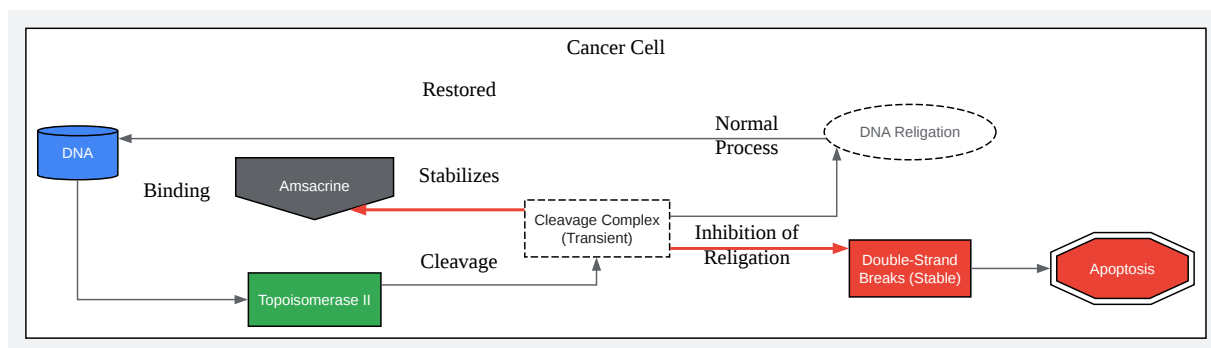 Cancer Cell
Restored
DNA
Normal
Process
DNA Religation
Binding
Amsacrine
Stabilizes
Cleavage Complex
(Transient)
Inhibition of
Religation
Cleavage
Topoisomerase II
Double-Strand
Breaks (Stable)
Apoptosis